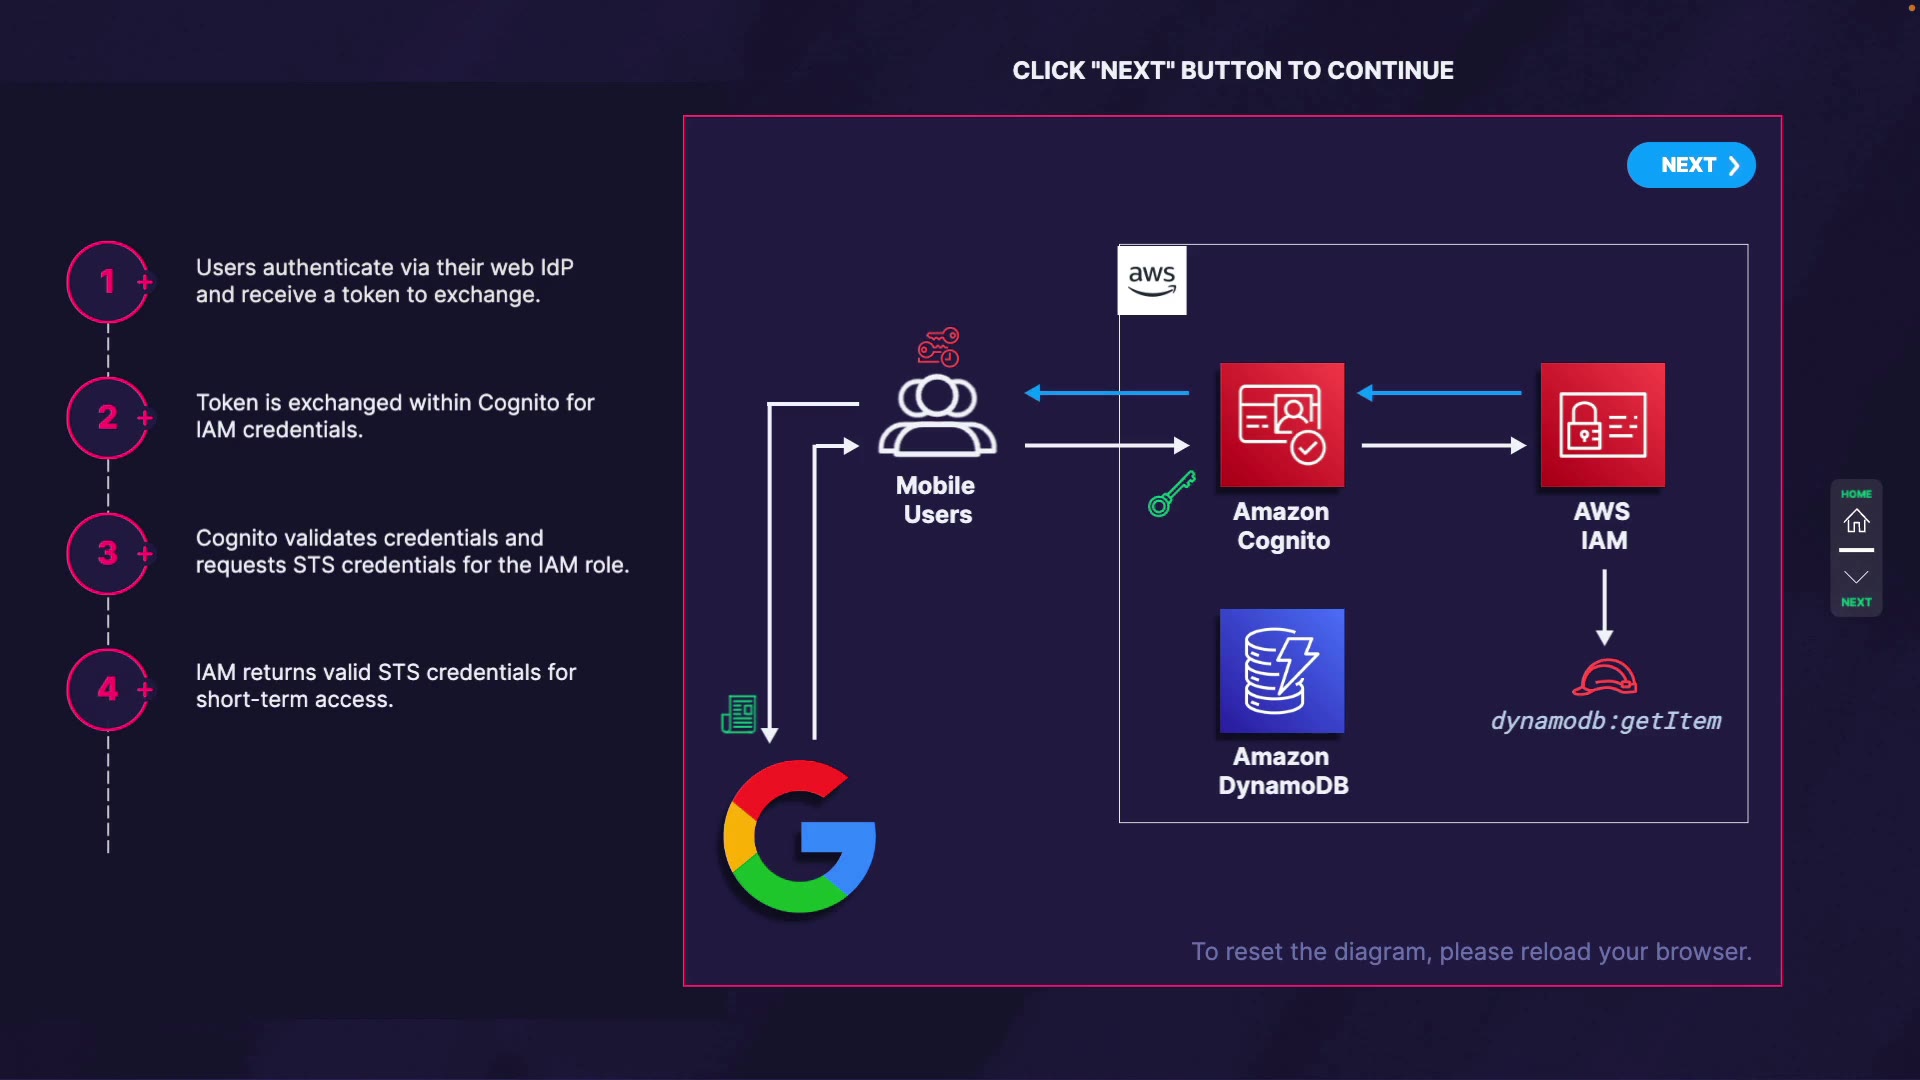 CLICK "NEXT" BUTTON TO CONTINUE
NEXT
1
Users authenticate via their web IdP
and receive a token to exchange.
2
Token is exchanged within Cognito for
IAM credentials.
3
Cognito validates credentials and
requests STS credentials for the IAM role.
4
IAM returns valid STS credentials for
short-term access.
aws
Mobile
Users
Amazon
Cognito
AWS
IAM
Amazon
DynamoDB
dynamodb:getItem
To reset the diagram, please reload your browser.
HOME
NEXT